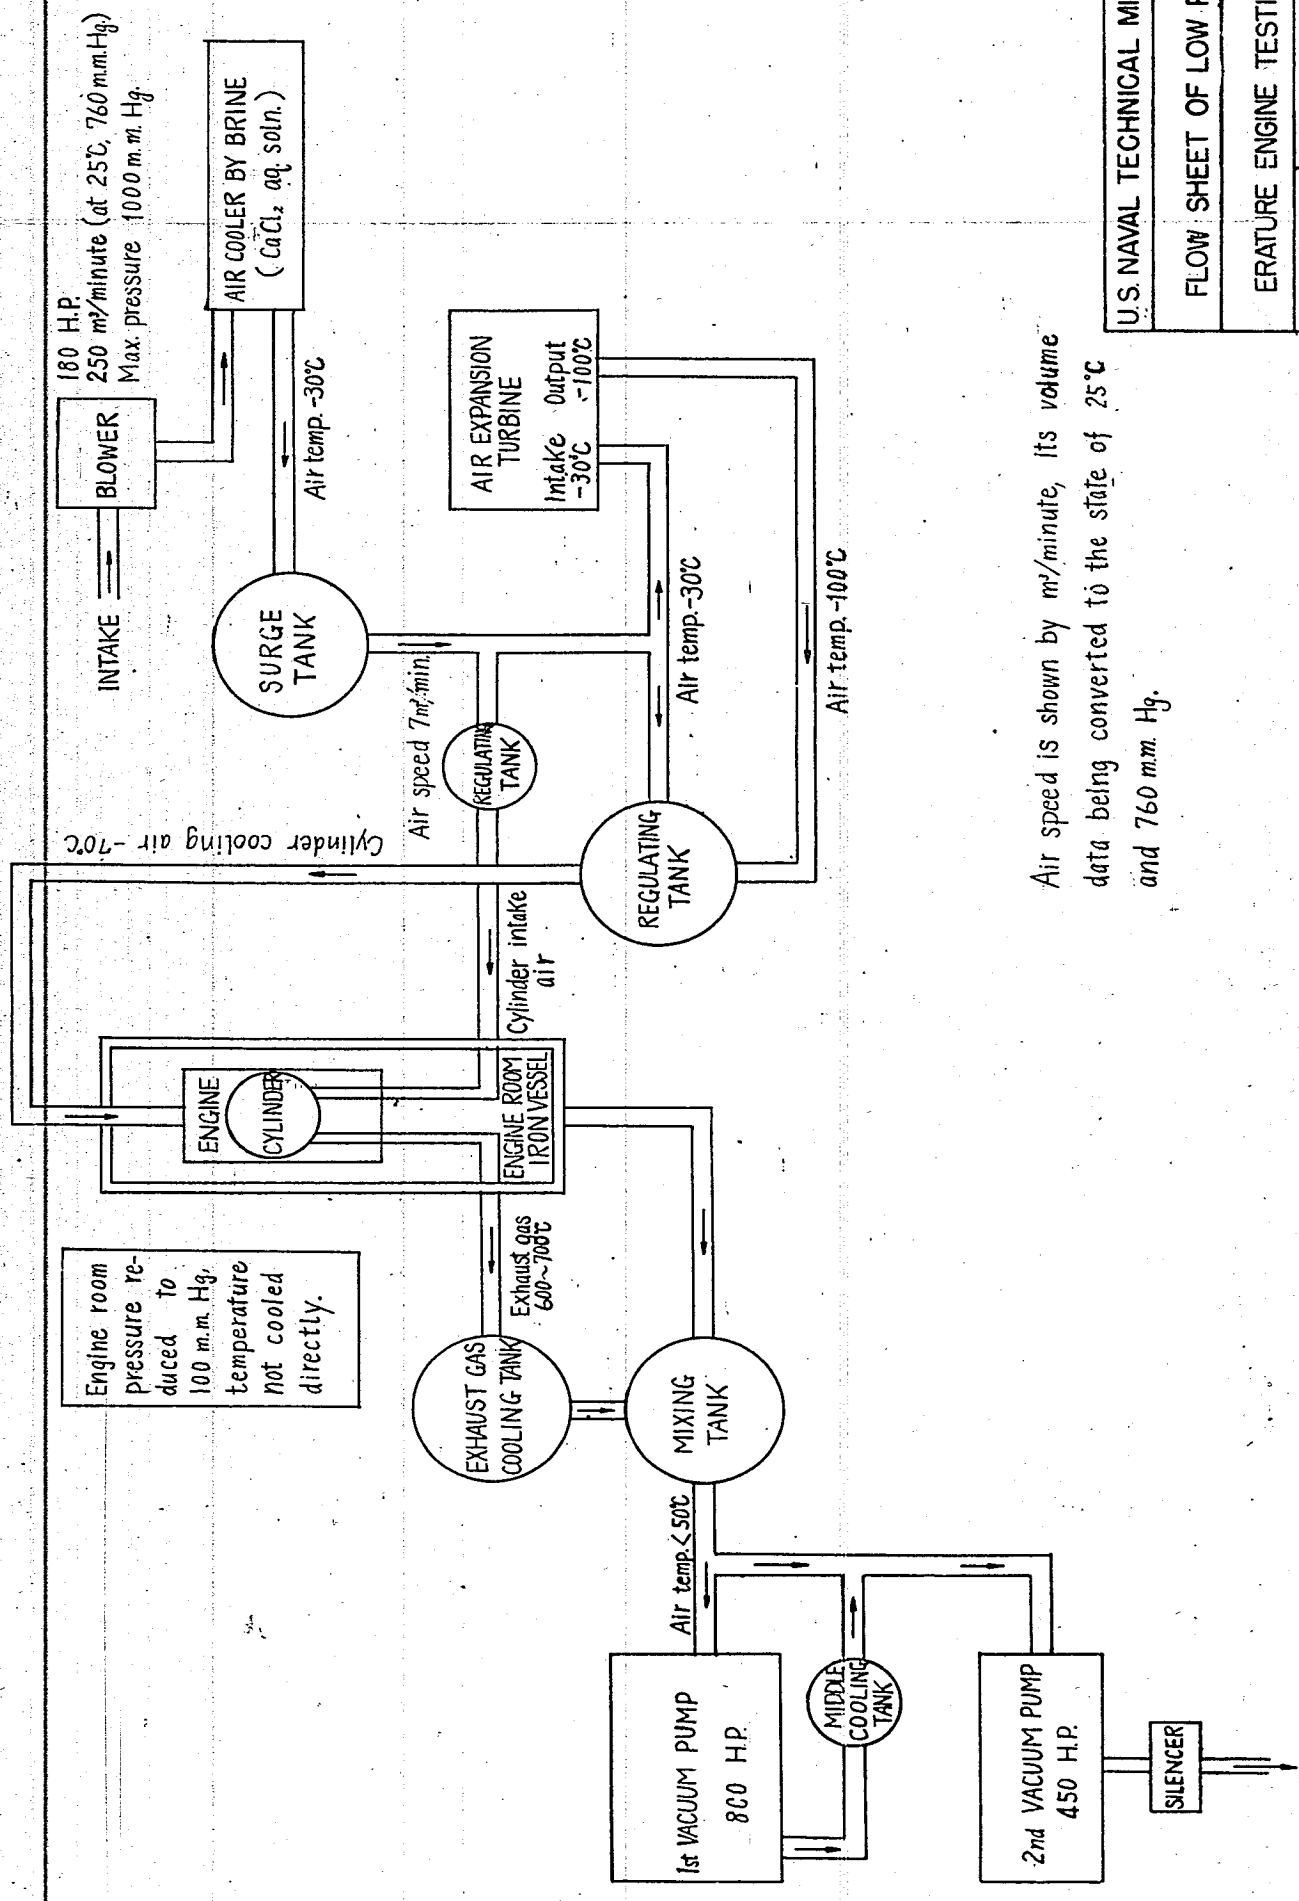 180 H.P.
250 m³/minute (at 25℃, 760 m.m.Hg.)
Max. pressure 1000 m.m. Hg.
INTAKE
BLOWER
AIR COOLER BY BRINE
(CaCl₂ aq. soln.)
Air temp.-30℃
SURGE
TANK
Air speed 7m³/min.
REGULATING
TANK
AIR EXPANSION
TURBINE
Intake Output
-30℃ -100℃
Air temp.-30℃
Air temp.-100℃
REGULATING
TANK
Cylinder cooling air -70℃
Cylinder intake
air
ENGINE
CYLINDER
ENGINE ROOM
IRON VESSEL
Engine room
pressure re-
duced to
100 m.m. Hg,
temperature
not cooled
directly.
Exhaust gas
600~700℃
EXHAUST GAS
COOLING TANK
MIXING
TANK
Air temp.<50℃
1st VACUUM PUMP
800 H.P.
MIDDLE
COOLING
TANK
2nd VACUUM PUMP
450 H.P.
SILENCER
Air speed is shown by m³/minute, its volume
data being converted to the state of 25℃
and 760 m.m. Hg.
U.S. NAVAL TECHNICAL MI
FLOW SHEET OF LOW
ERATURE ENGINE TESTI